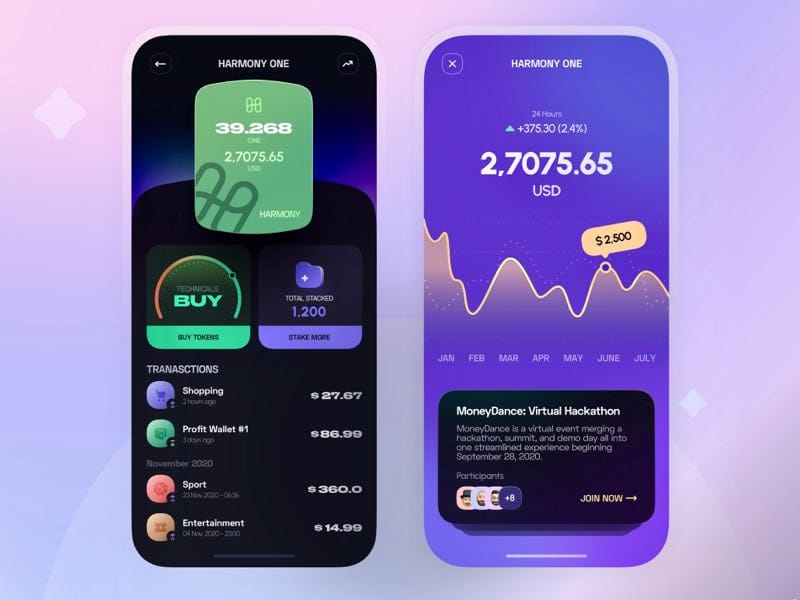 HARMONY ONE
39.268
ONE
2,7075.65
USD
HARMONY
TECHNICALS
BUY
BUY TOKENS
TOTAL STACKED
1,200
STAKE MORE
TRANASCTIONS
Shopping
2 hours ago
$ 27.67
Profit Wallet #1
3 days ago
$86.99
November 2020
Sport
23 Nov, 2020 - 06:36
$ 360.0
Entertainment
04 Nov, 2020 - 23:00
$ 14.99
HARMONY ONE
24 Hours
+375.30 (2.4%)
2,7075.65
USD
$ 2,500
JAN FEB MAR APR MAY JUNE JULY
MoneyDance: Virtual Hackathon
MoneyDance is a virtual event merging a
hackathon, summit, and demo day all into
one streamlined experience beginning
September 28, 2020.
Participants
+8
JOIN NOW →